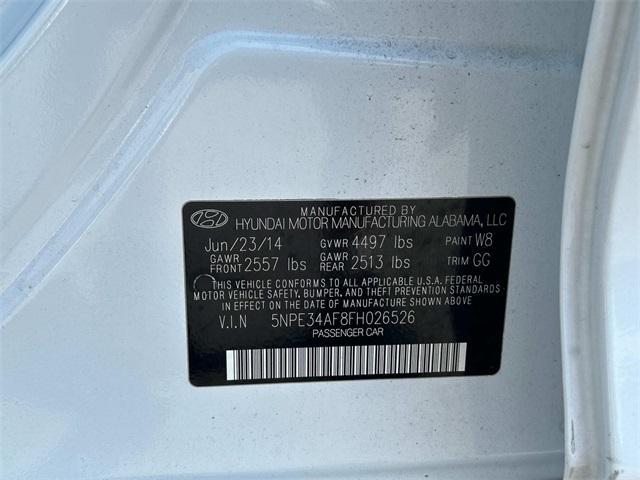 MANUFACTURED BY
HYUNDAI MOTOR MANUFACTURING ALABAMA, LLC
Jun/23/14 GVWR 4497 lbs PAINT W8
GAWR FRONT 2557 lbs GAWR REAR 2513 lbs TRIM GG
THIS VEHICLE CONFORMS TO ALL APPLICABLE U.S.A. FEDERAL
MOTOR VEHICLE SAFETY, BUMPER, AND THEFT PREVENTION STANDARDS
IN EFFECT ON THE DATE OF MANUFACTURE SHOWN ABOVE.
V.I.N 5NPE34AF8FH026526
PASSENGER CAR